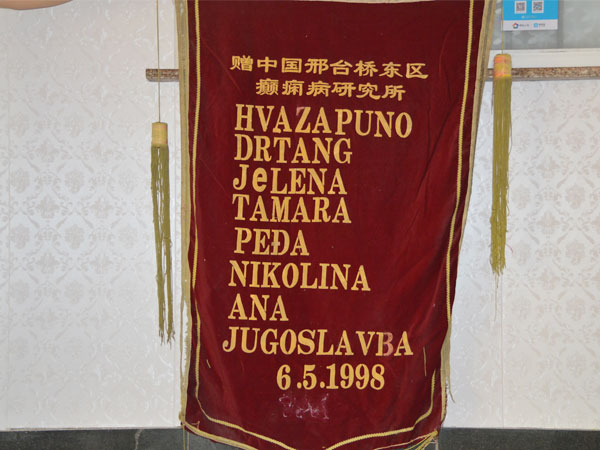 赠中国邢台桥东区
癫痫病研究所
HVAZAPUNO
DRTANG
JeLENA
TAMARA
PEĐA
NIKOLINA
ANA
JUGOSLAVBA
6.5.1998